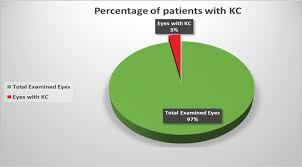 Percentage of patients with KC
Eyes with KC
3%
Total Examined Eyes
Eyes with KC
Total Examined Eyes
97%